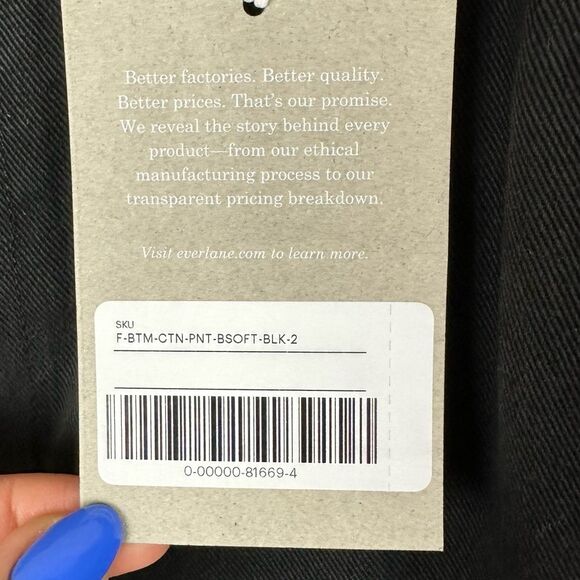 Better factories. Better quality.
Better prices. That's our promise.
We reveal the story behind every
product—from our ethical
manufacturing process to our
transparent pricing breakdown.
Visit everlane.com to learn more.
SKU
F-BTM-CTN-PNT-BSOFT-BLK-2
0-00000-81669-4